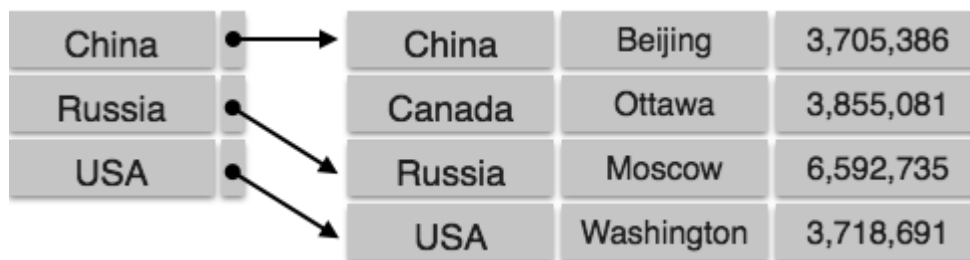 China China Beijing 3,705,386
Russia Canada Ottawa 3,855,081
USA Russia Moscow 6,592,735
USA Washington 3,718,691